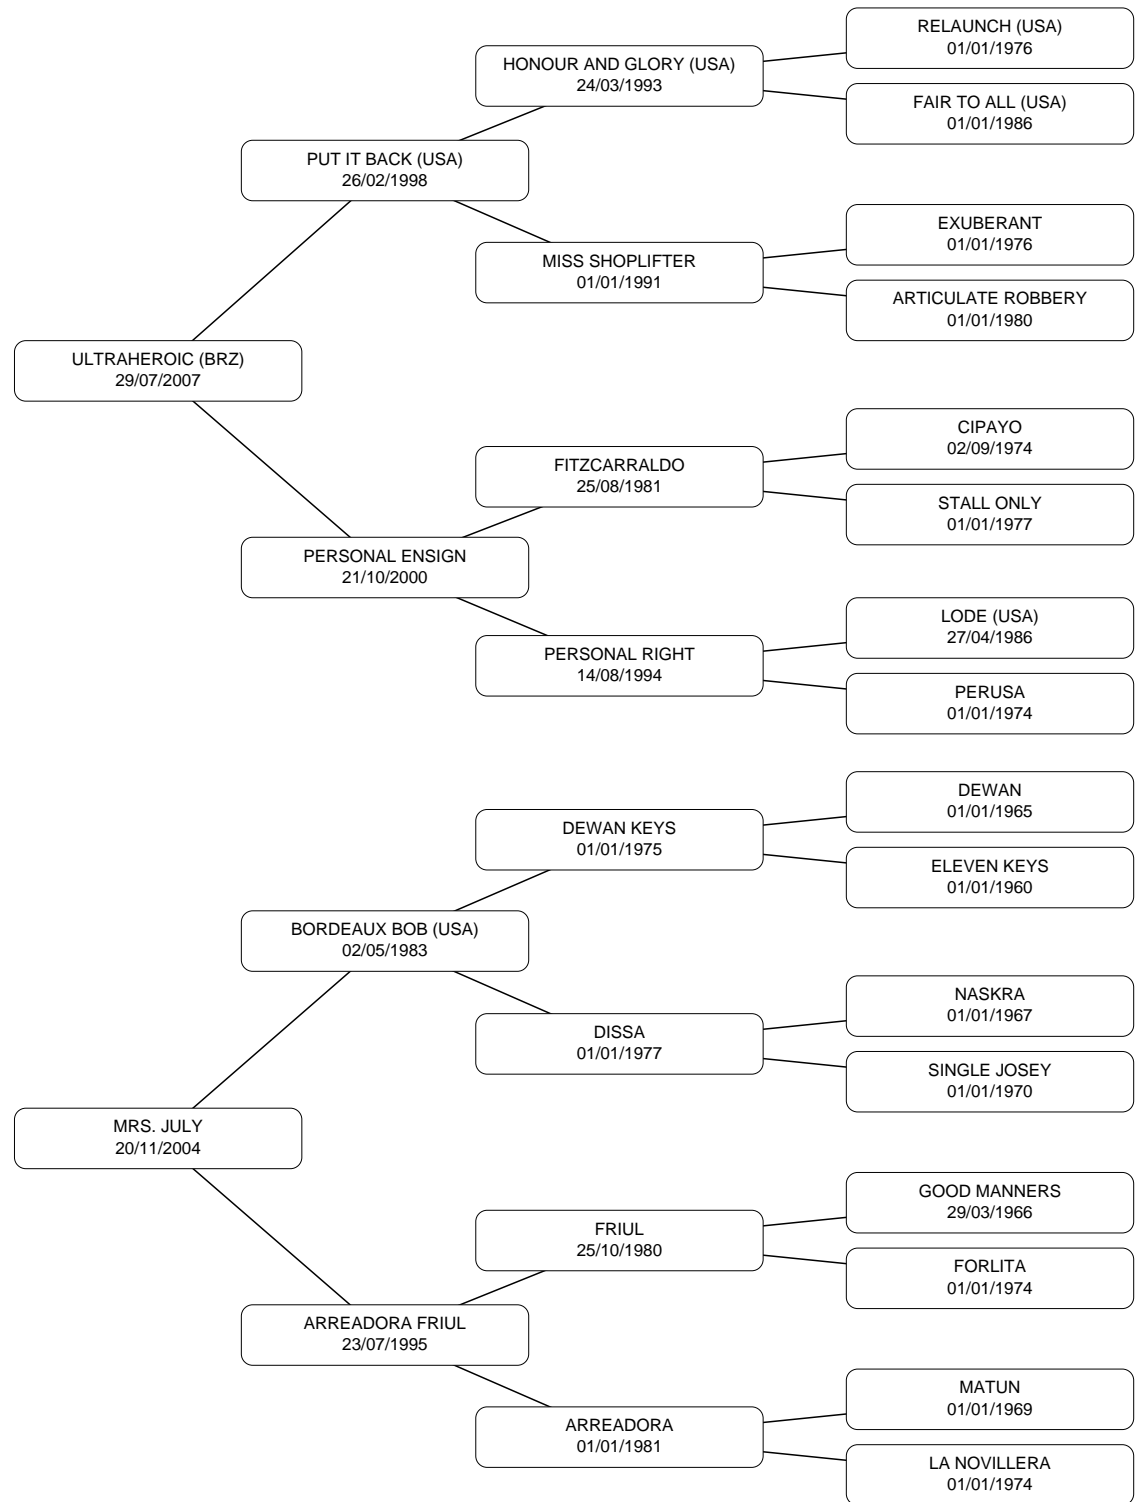 RELAUNCH (USA)
01/01/1976
HONOUR AND GLORY (USA)
24/03/1993
FAIR TO ALL (USA)
01/01/1986
PUT IT BACK (USA)
26/02/1998
EXUBERANT
01/01/1976
MISS SHOPLIFTER
01/01/1991
ARTICULATE ROBBERY
01/01/1980
ULTRAHEROIC (BRZ)
29/07/2007
CIPAYO
02/09/1974
FITZCARRALDO
25/08/1981
STALL ONLY
01/01/1977
PERSONAL ENSIGN
21/10/2000
LODE (USA)
27/04/1986
PERSONAL RIGHT
14/08/1994
PERUSA
01/01/1974
DEWAN
01/01/1965
DEWAN KEYS
01/01/1975
ELEVEN KEYS
01/01/1960
BORDEAUX BOB (USA)
02/05/1983
NASKRA
01/01/1967
DISSA
01/01/1977
SINGLE JOSEY
01/01/1970
MRS. JULY
20/11/2004
GOOD MANNERS
29/03/1966
FRIUL
25/10/1980
FORLITA
01/01/1974
ARREADORA FRIUL
23/07/1995
MATUN
01/01/1969
ARREADORA
01/01/1981
LA NOVILLERA
01/01/1974